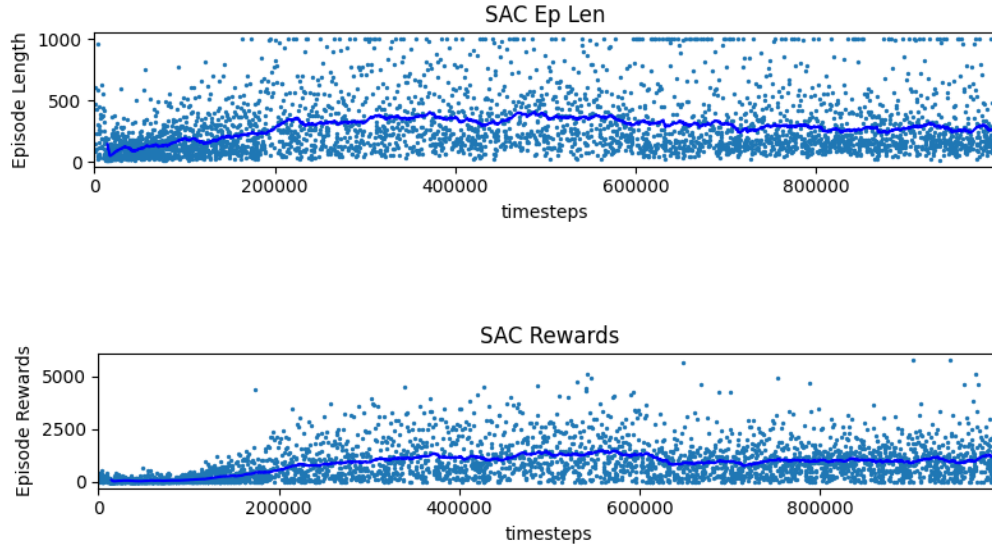 SAC Ep Len
Episode Length
1000
500
0
0 200000 400000 600000 800000
timesteps
SAC Rewards
Episode Rewards
5000
2500
0
0 200000 400000 600000 800000
timesteps